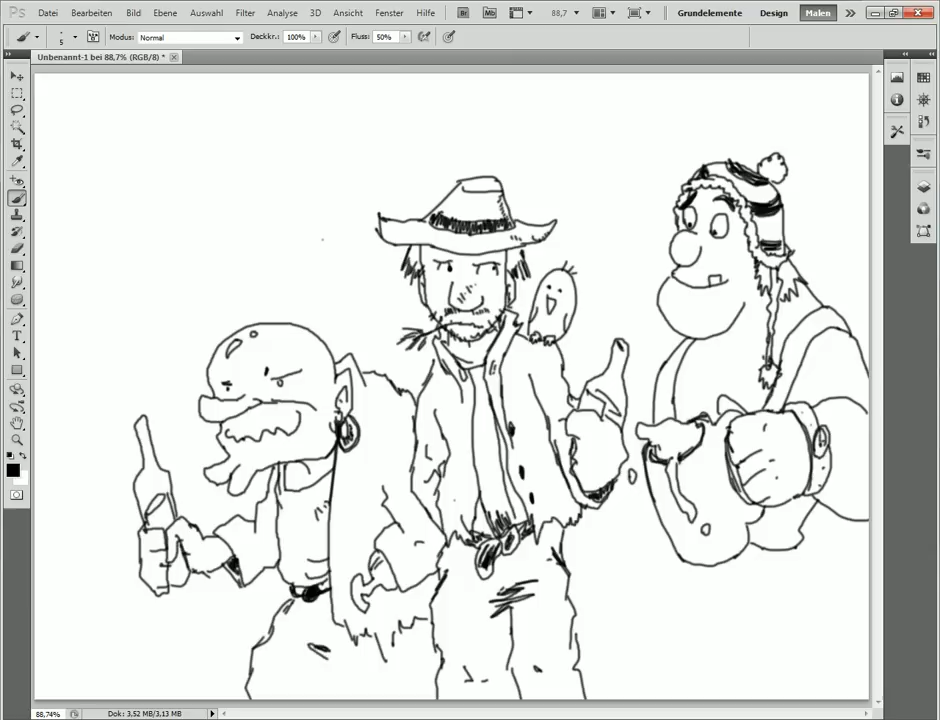 Ps Datei Bearbeiten Bild Ebene Auswahl Filter Analyse 3D Ansicht Fenster Hilfe Br Mb 88,7 Grundelemente Design Malen
5 Modus: Normal Deckkr.: 100% Fluss: 50%
Unbenannt-1 bei 88,7% (RGB/8) *
88,74% Dok: 3,52 MB/3,13 MB